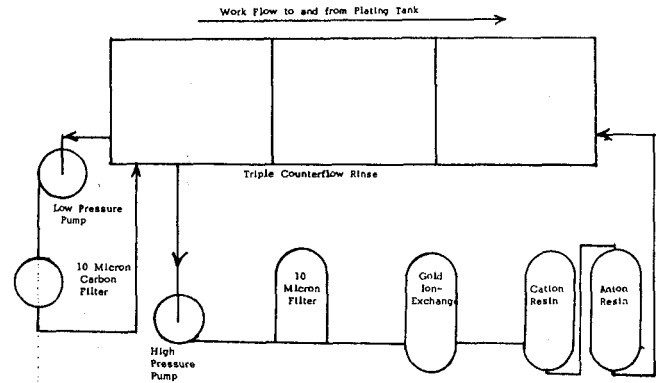 Work Flow to and from Plating Tank
Triple Counterflow Rinse
Low Pressure
Pump
10 Micron
Carbon
Filter
High
Pressure
Pump
10
Micron
Filter
Gold
Ion-
Exchange
Cation
Resin
Anion
Resin